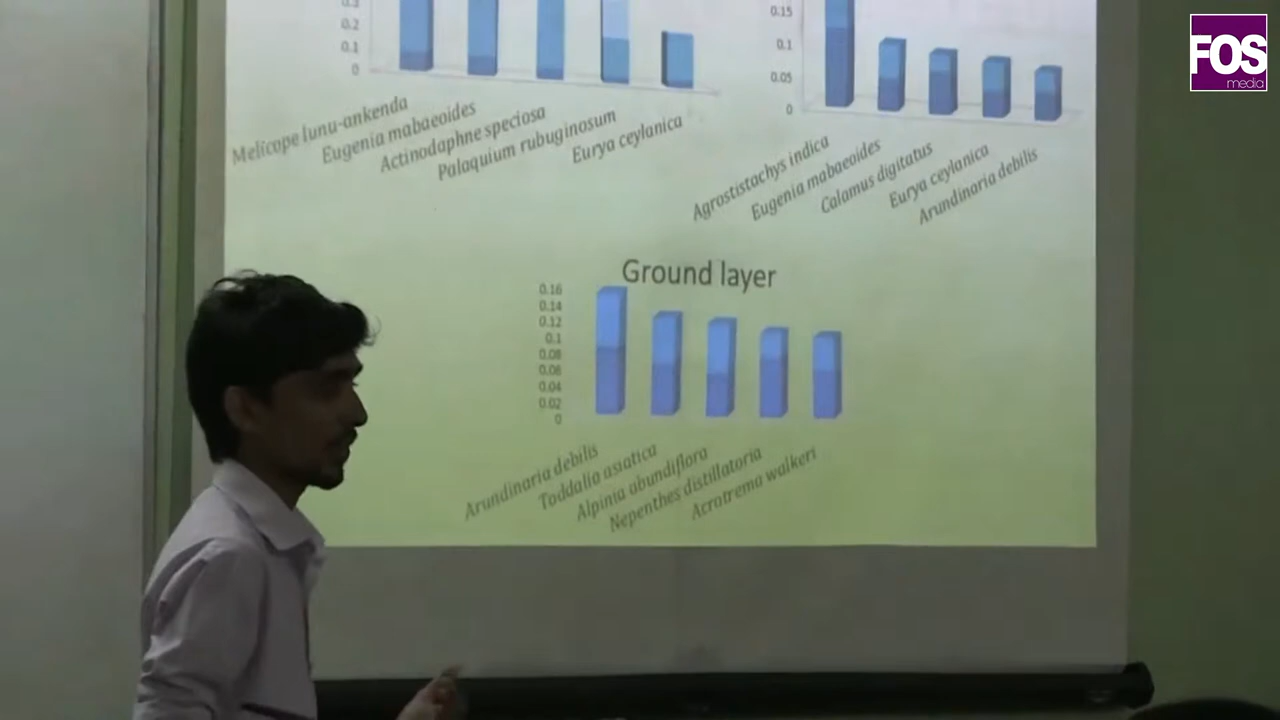 FOS
media
0.3
0.2
0.1
0
Melicope lunu-ankenda
Eugenia mabaeoides
Actinodaphne speciosa
Palaquium rubuginosum
Eurya ceylanica
0.15
0.1
0.05
0
Agrostistachys indica
Eugenia mabaeoides
Calamus digitatus
Eurya ceylanica
Arundinaria debilis
Ground layer
0.16
0.14
0.12
0.1
0.08
0.06
0.04
0.02
0
Arundinaria debilis
Toddalio asiatica
Alpinia abundiflora
Nepenthes distillatoria
Acrotrema walkeri